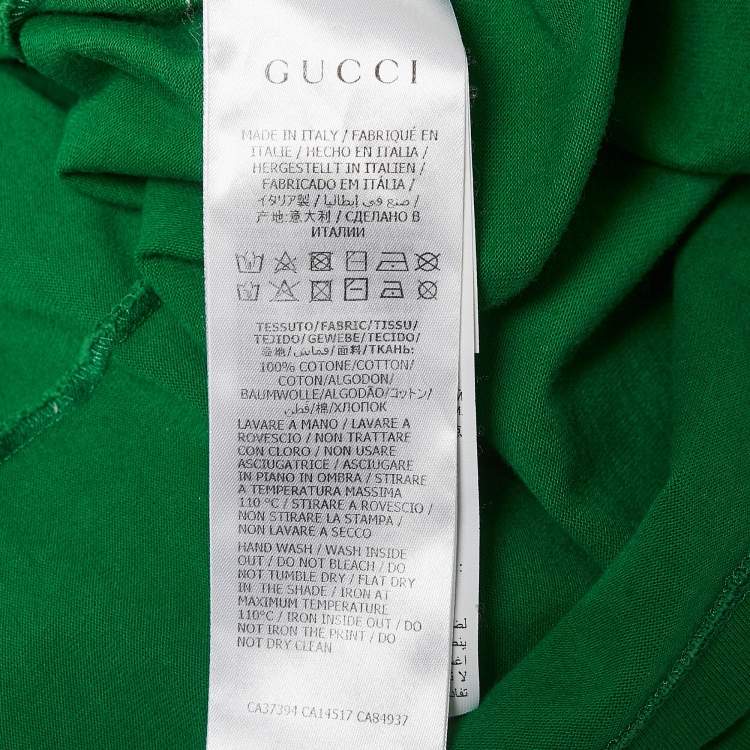 GUCCI
MADE IN ITALY / FABRIQUÉ EN
ITALIE / HECHO EN ITALIA /
HERGESTELLT IN ITALIEN /
FABRICADO EM ITÁLIA /
イタリア製 / صنع في إيطاليا /
产地:意大利 / СДЕЛАНО В
ИТАЛИИ
TESSUTO/FABRIC/TISSU/
TEJIDO/GEWEBE/TECIDO/
قماش/面料/ТКАНЬ:
100% COTONE/COTTON/
COTON/ALGODON/
BAUMWOLLE/ALGODÃO/コットン/
قطن/棉/ХЛОПОК
LAVARE A MANO / LAVARE A
ROVESCIO / NON TRATTARE
CON CLORO / NON USARE
ASCIUGATRICE / ASCIUGARE
IN PIANO IN OMBRA / STIRARE
A TEMPERATURA MASSIMA
110 °C / STIRARE A ROVESCIO /
NON STIRARE LA STAMPA /
NON LAVARE A SECCO
HAND WASH / WASH INSIDE
OUT / DO NOT BLEACH / DO
NOT TUMBLE DRY / FLAT DRY
IN THE SHADE / IRON AT
MAXIMUM TEMPERATURE
110°C / IRON INSIDE OUT / DO
NOT IRON THE PRINT / DO
NOT DRY CLEAN
CA37394 CA14517 CA84937